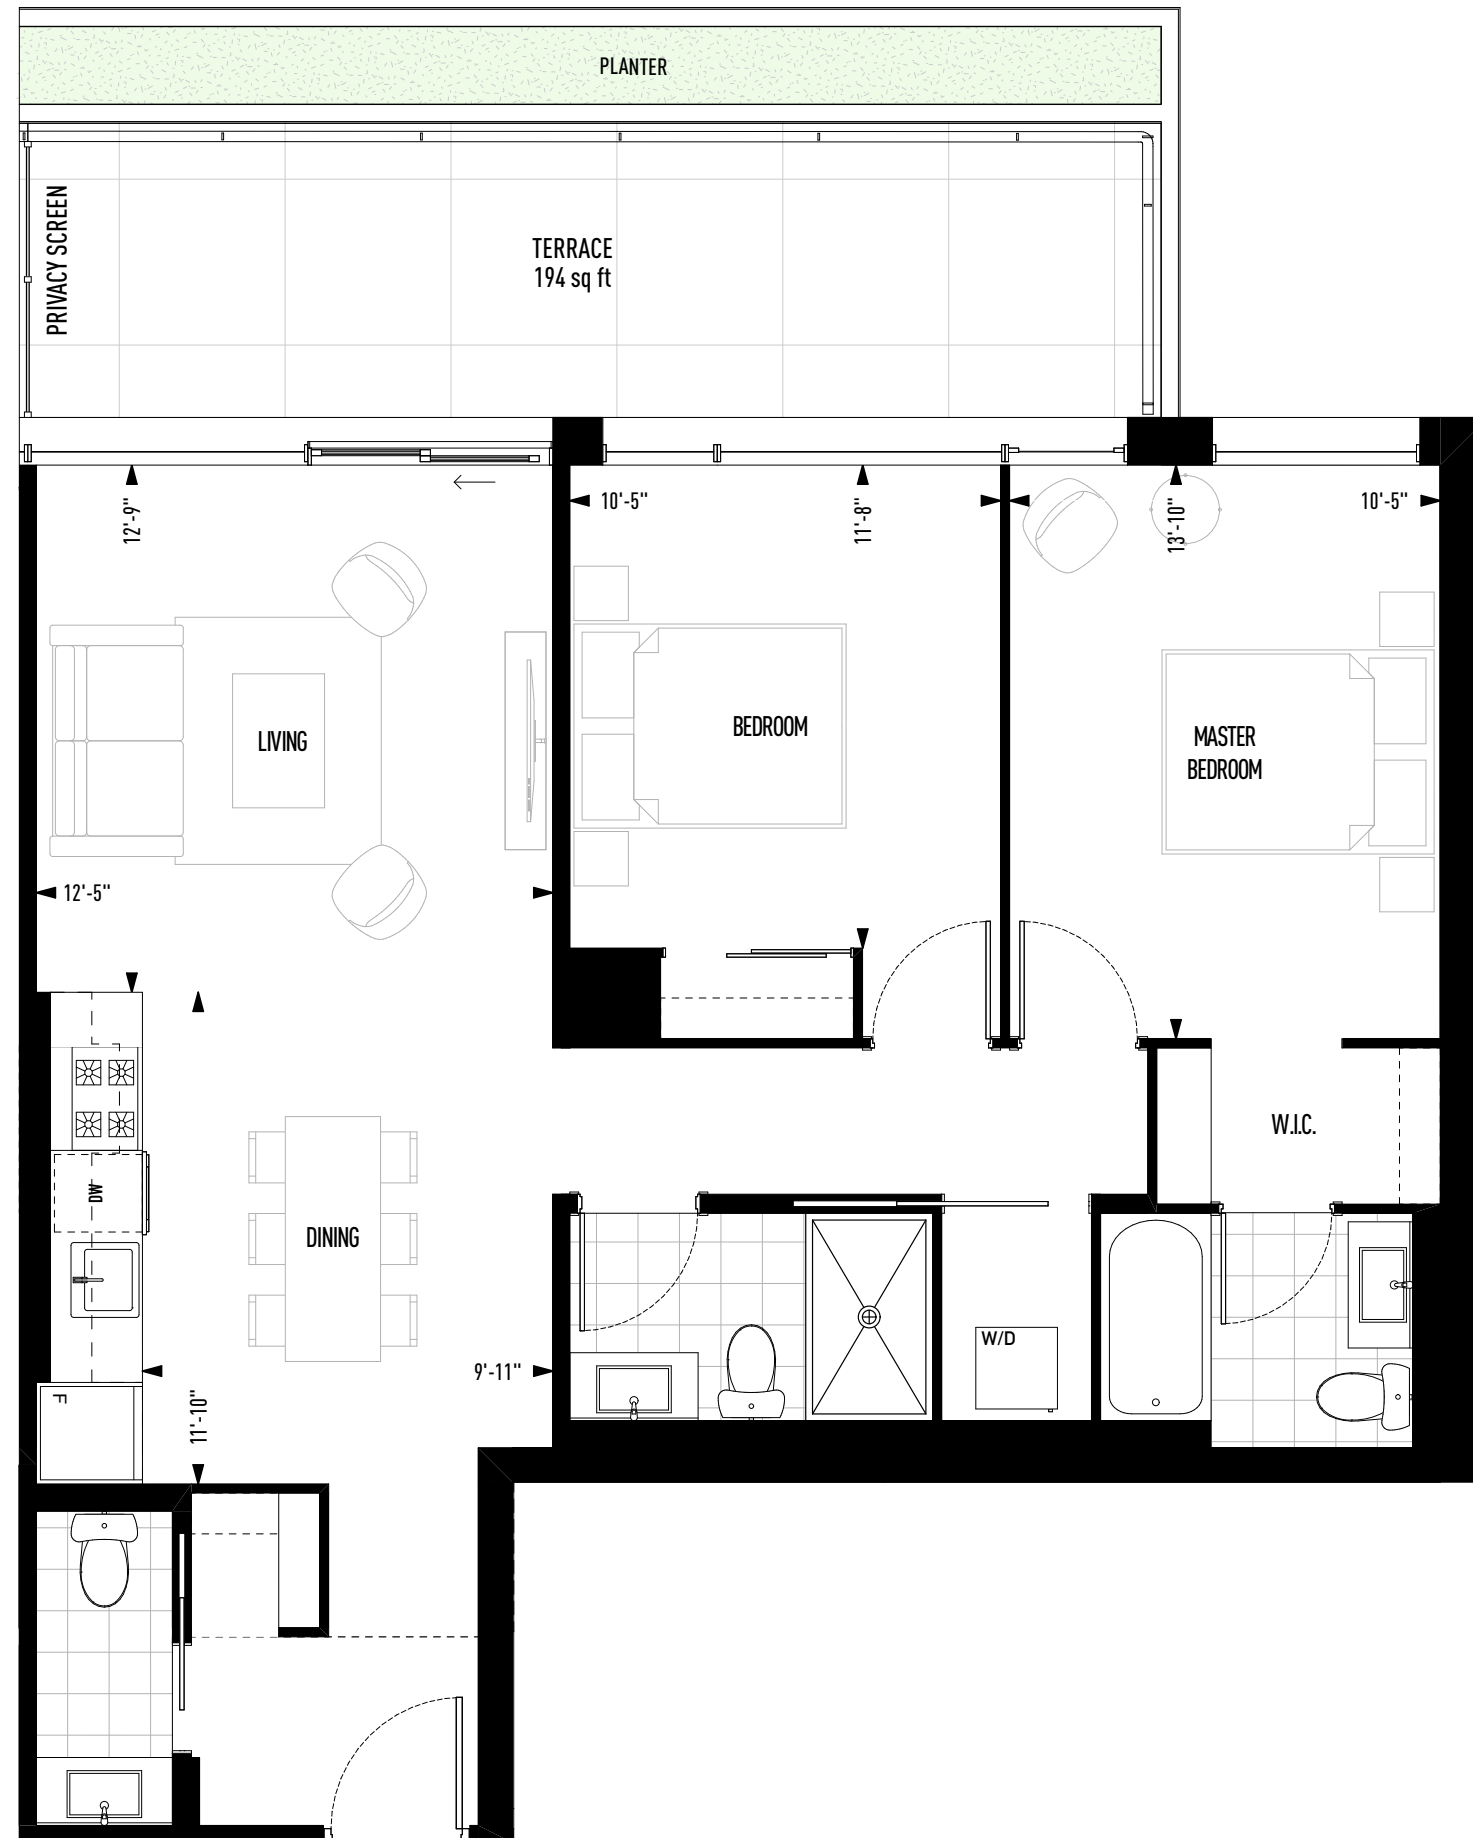 PLANTER
PRIVACY SCREEN
TERRACE
194 sq ft
12'-9"
10'-5"
11'-8"
13'-10"
10'-5"
LIVING
BEDROOM
MASTER
BEDROOM
12'-5"
W.I.C.
DW
DINING
W/D
9'-11"
F
11'-10"